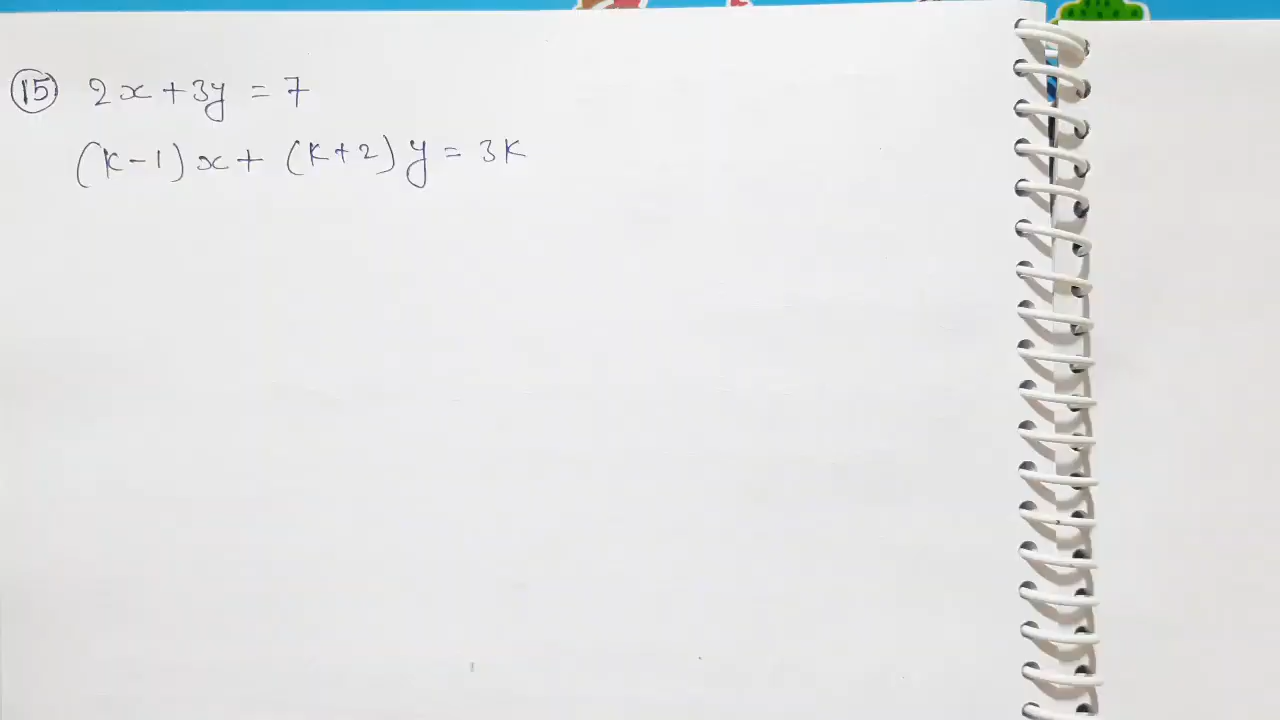 15 2x + 3y = 7
(k-1)x + (k+2)y = 3k